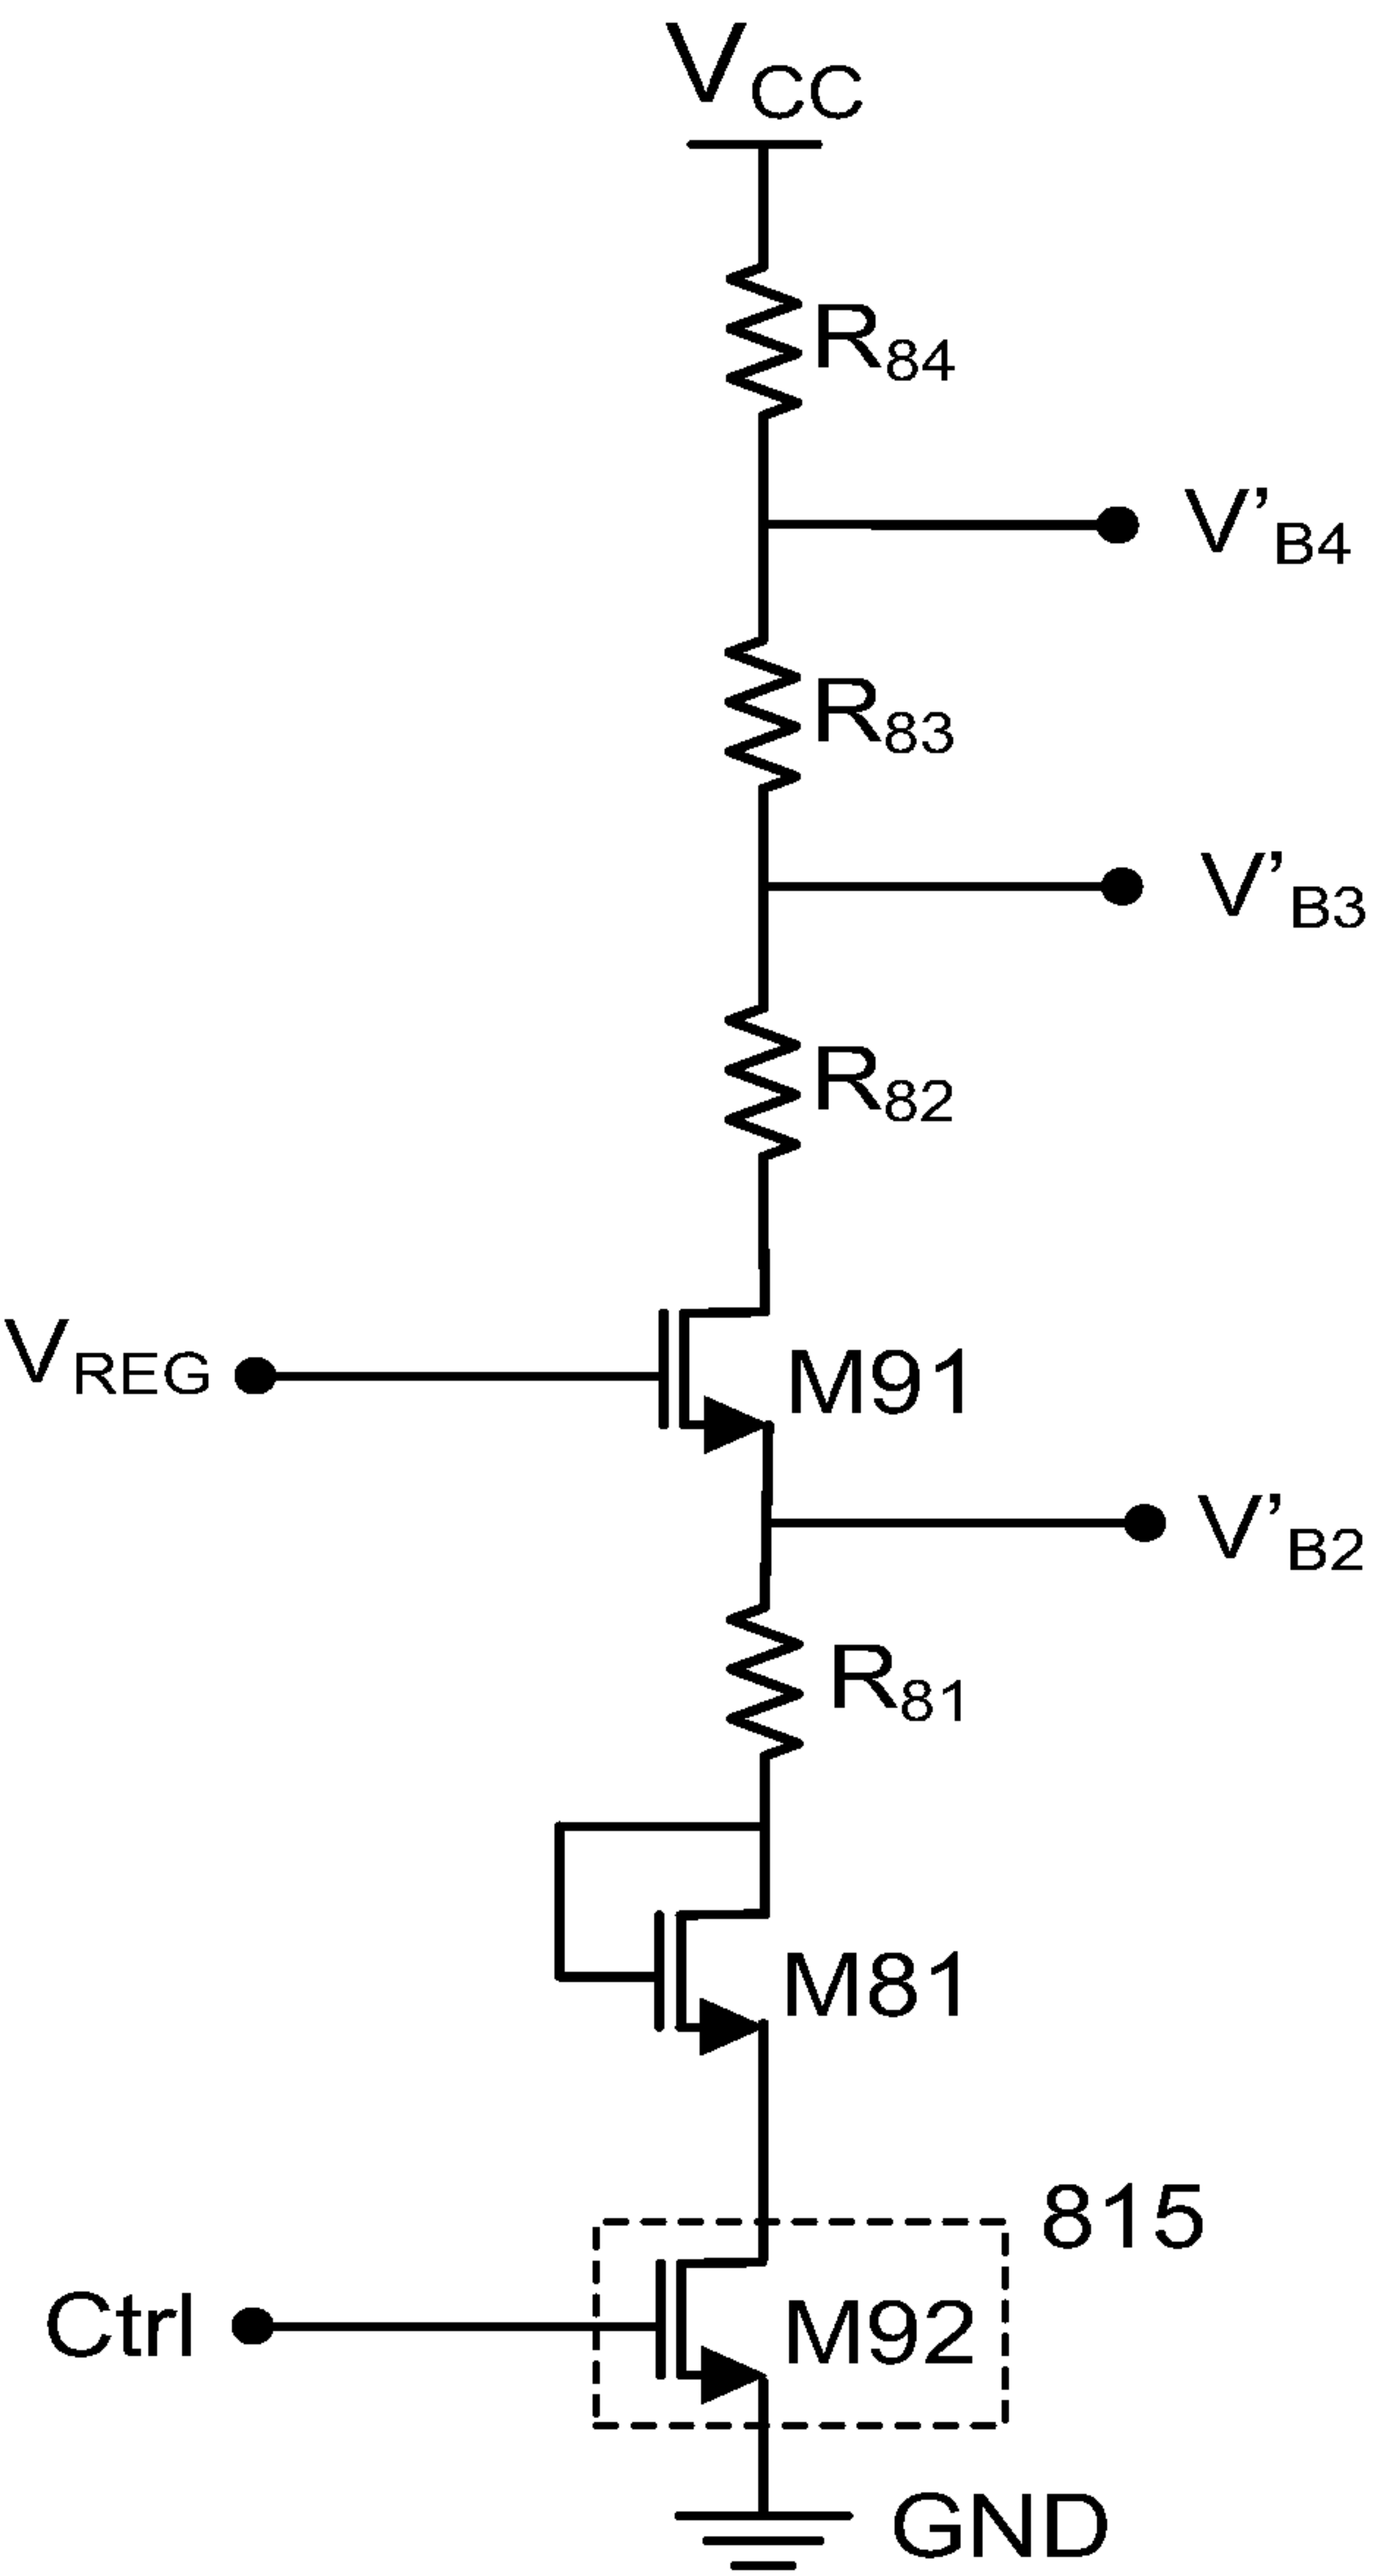 VCC
R84
V’B4
R83
V’B3
R82
VREG
M91
V’B2
R81
M81
815
Ctrl
M92
GND